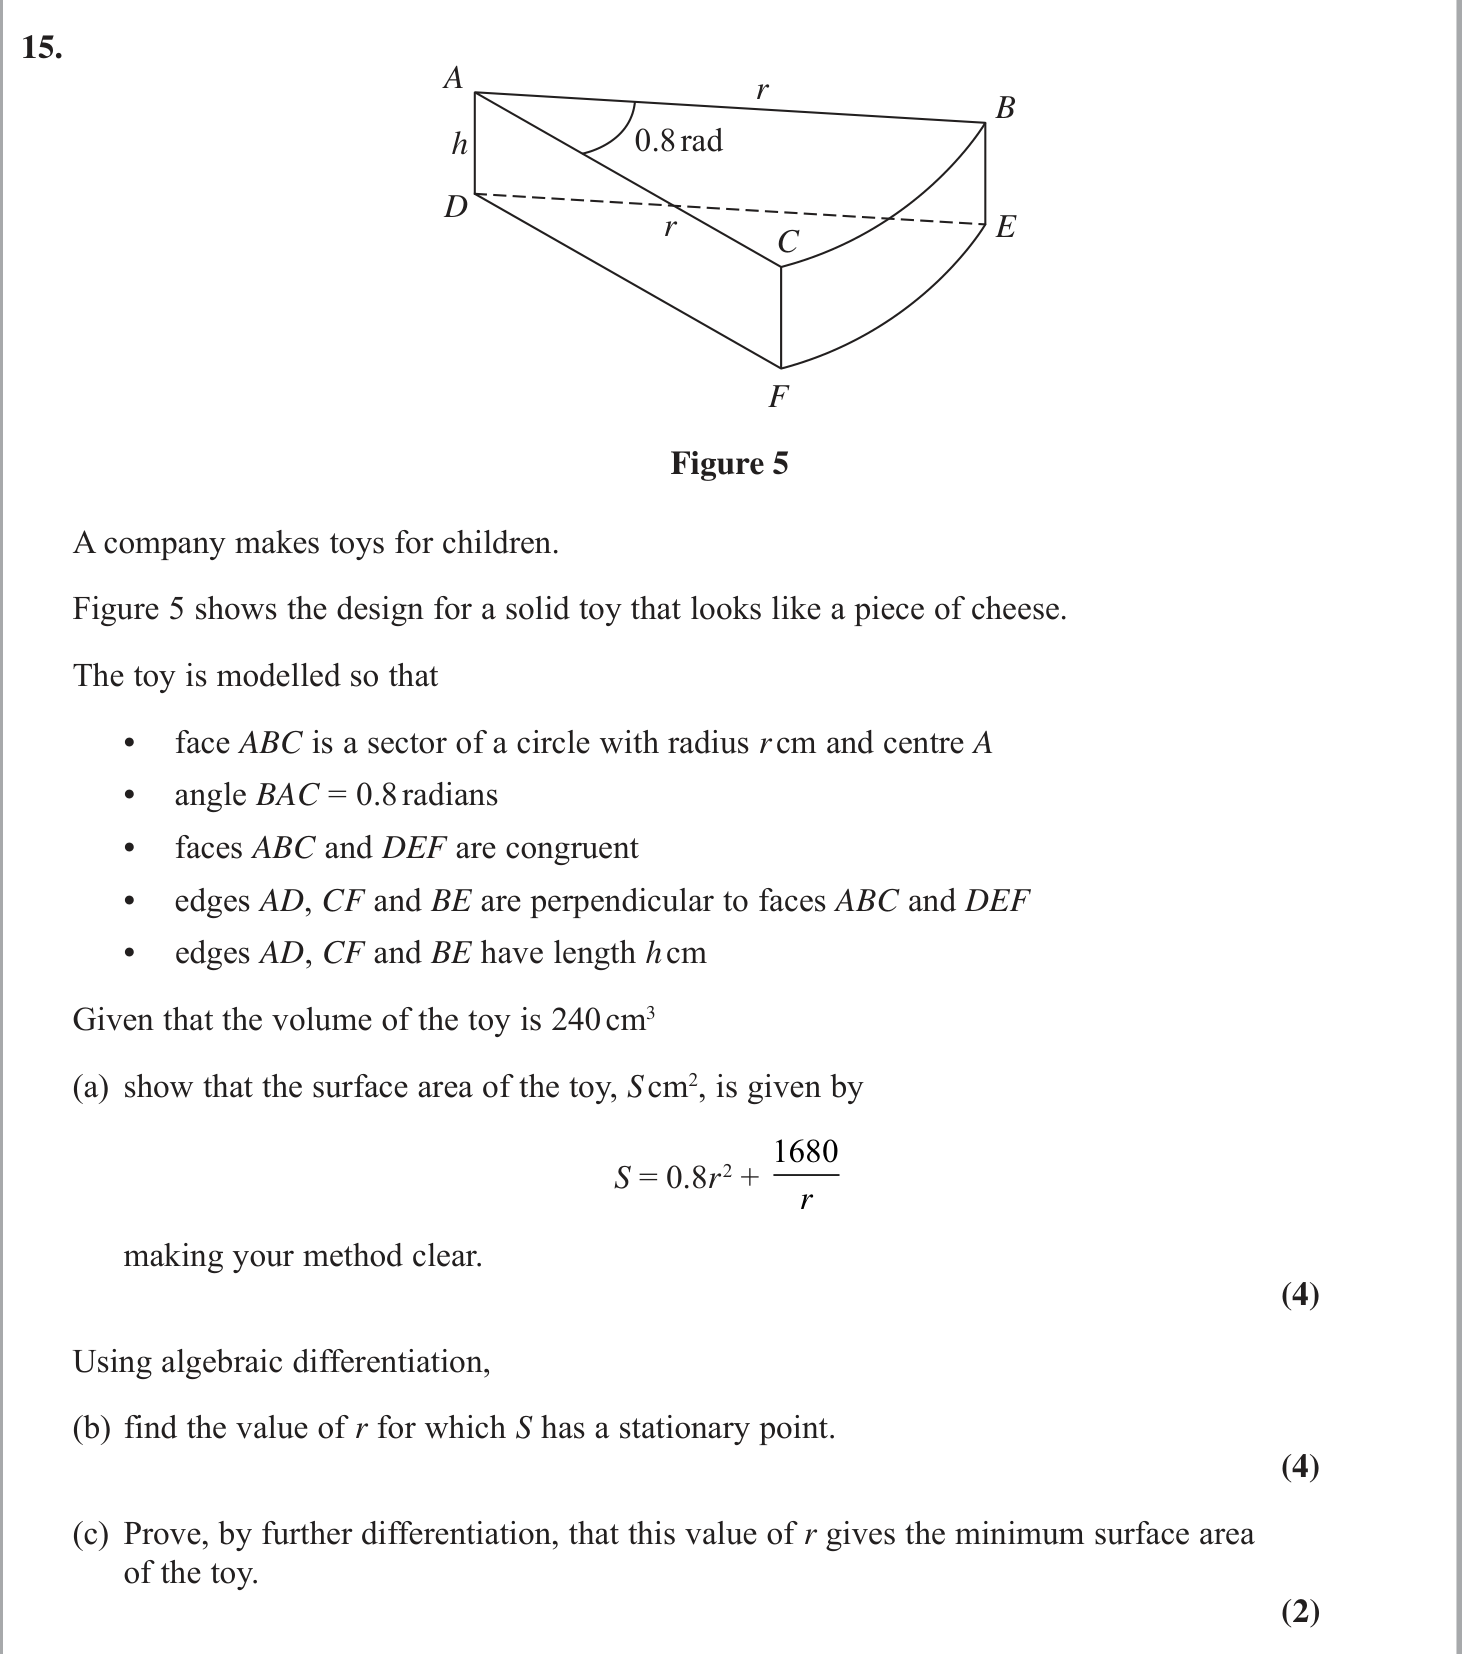 15.
A
r
B
h
0.8 rad
D
r
C
E
F
Figure 5
A company makes toys for children.
Figure 5 shows the design for a solid toy that looks like a piece of cheese.
The toy is modelled so that
• face ABC is a sector of a circle with radius r cm and centre A
• angle BAC = 0.8 radians
• faces ABC and DEF are congruent
• edges AD, CF and BE are perpendicular to faces ABC and DEF
• edges AD, CF and BE have length h cm
Given that the volume of the toy is 240 cm³
(a) show that the surface area of the toy, S cm², is given by
S = 0.8r² + 1680/r
making your method clear.
(4)
Using algebraic differentiation,
(b) find the value of r for which S has a stationary point.
(4)
(c) Prove, by further differentiation, that this value of r gives the minimum surface area
of the toy.
(2)